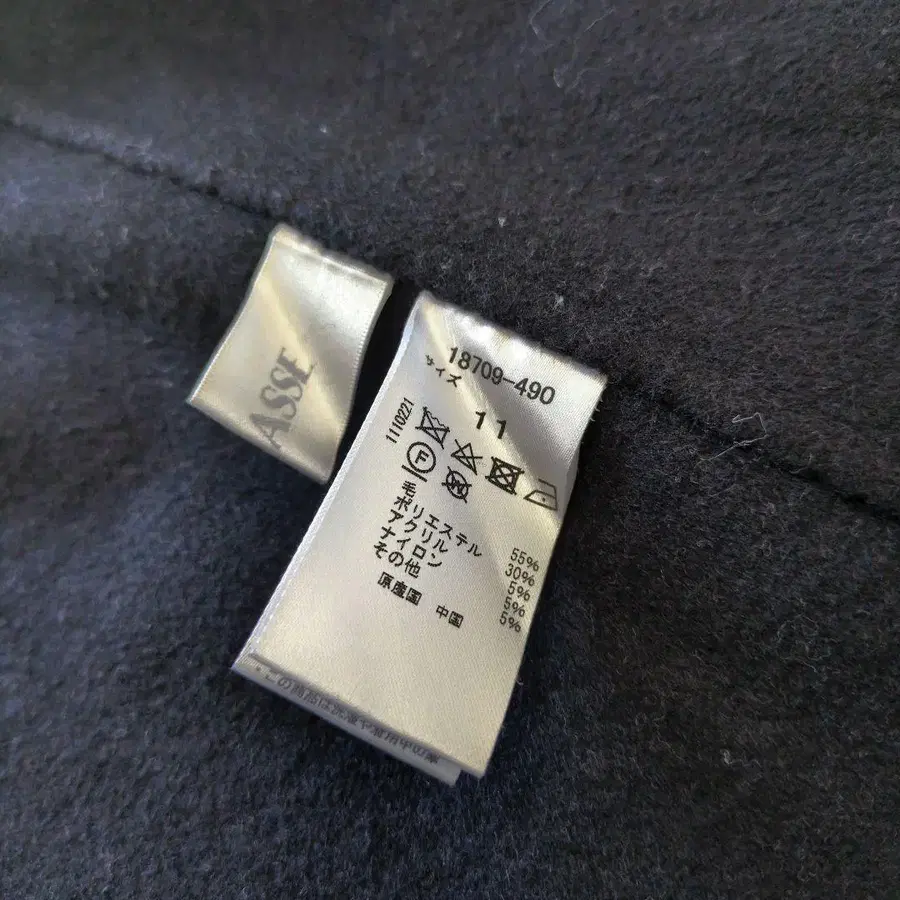 ASSE
18709-490
サイズ
11
1110221
F
W
毛 55%
ポリエステル 30%
アクリル 5%
ナイロン 5%
その他 5%
原産国 中国